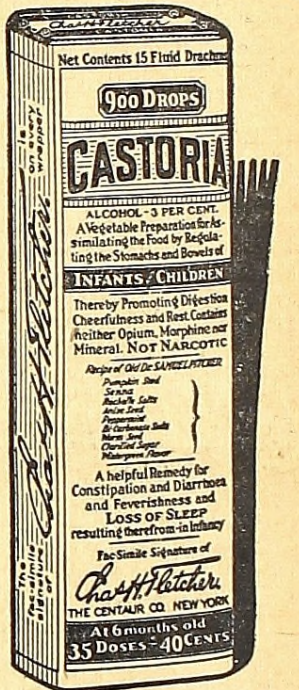 Chas H. Fletcher
CASTORIA
Net Contents 15 Fluid Drachm
900 DROPS
CASTORIA
ALCOHOL - 3 PER CENT.
A Vegetable Preparation for As-
similating the Food by Regula-
ting the Stomachs and Bowels of
INFANTS / CHILDREN
Thereby Promoting Digestion
Cheerfulness and Rest. Contains
neither Opium, Morphine nor
Mineral. NOT NARCOTIC
Recipe of Old Dr. SAMUEL PITCHER
Pumpkin Seed
Senna
Rochelle Salts
Anise Seed
Peppermint
Bi Carbonate Soda
Worm Seed
Clarified Sugar
Wintergreen Flavor
A helpful Remedy for
Constipation and Diarrhoea
and Feverishness and
LOSS OF SLEEP
resulting therefrom-in Infancy
Fac Simile Signature of
Chas H. Fletcher.
THE CENTAUR CO. NEW YORK
At 6 months old
35 DOSES - 40 CENTS
The
fac-simile
signature
of
Chas H. Fletcher.
is
on every
wrapper